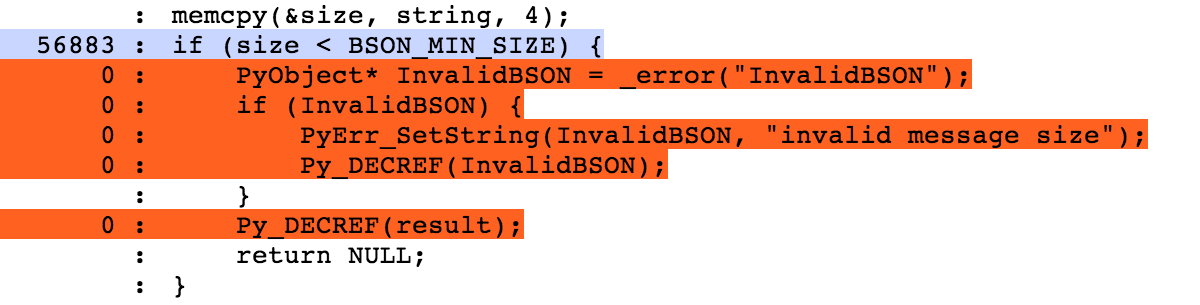 : memcpy(&size, string, 4);
56883 : if (size < BSON_MIN_SIZE) {
    0 :     PyObject* InvalidBSON = _error("InvalidBSON");
    0 :     if (InvalidBSON) {
    0 :         PyErr_SetString(InvalidBSON, "invalid message size");
    0 :         Py_DECREF(InvalidBSON);
      :     }
    0 :     Py_DECREF(result);
      :     return NULL;
      : }